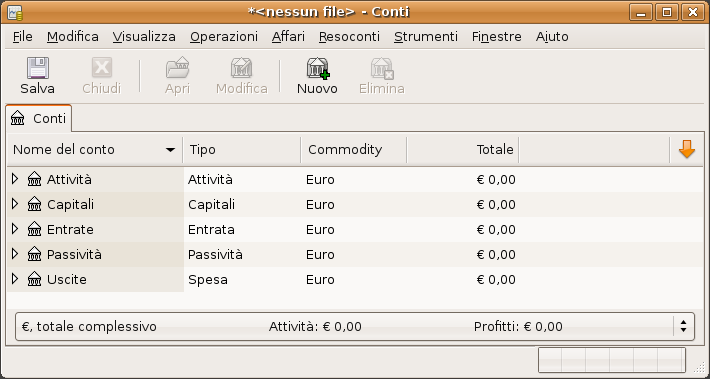 *<nessun file> - Conti
File Modifica Visualizza Operazioni Affari Resoconti Strumenti Finestre Aiuto
Salva Chiudi Apri Modifica Nuovo Elimina
Conti
Nome del conto Tipo Commodity Totale
Attività Attività Euro € 0,00
Capitali Capitali Euro € 0,00
Entrate Entrata Euro € 0,00
Passività Passività Euro € 0,00
Uscite Spesa Euro € 0,00
€, totale complessivo Attività: € 0,00 Profitti: € 0,00